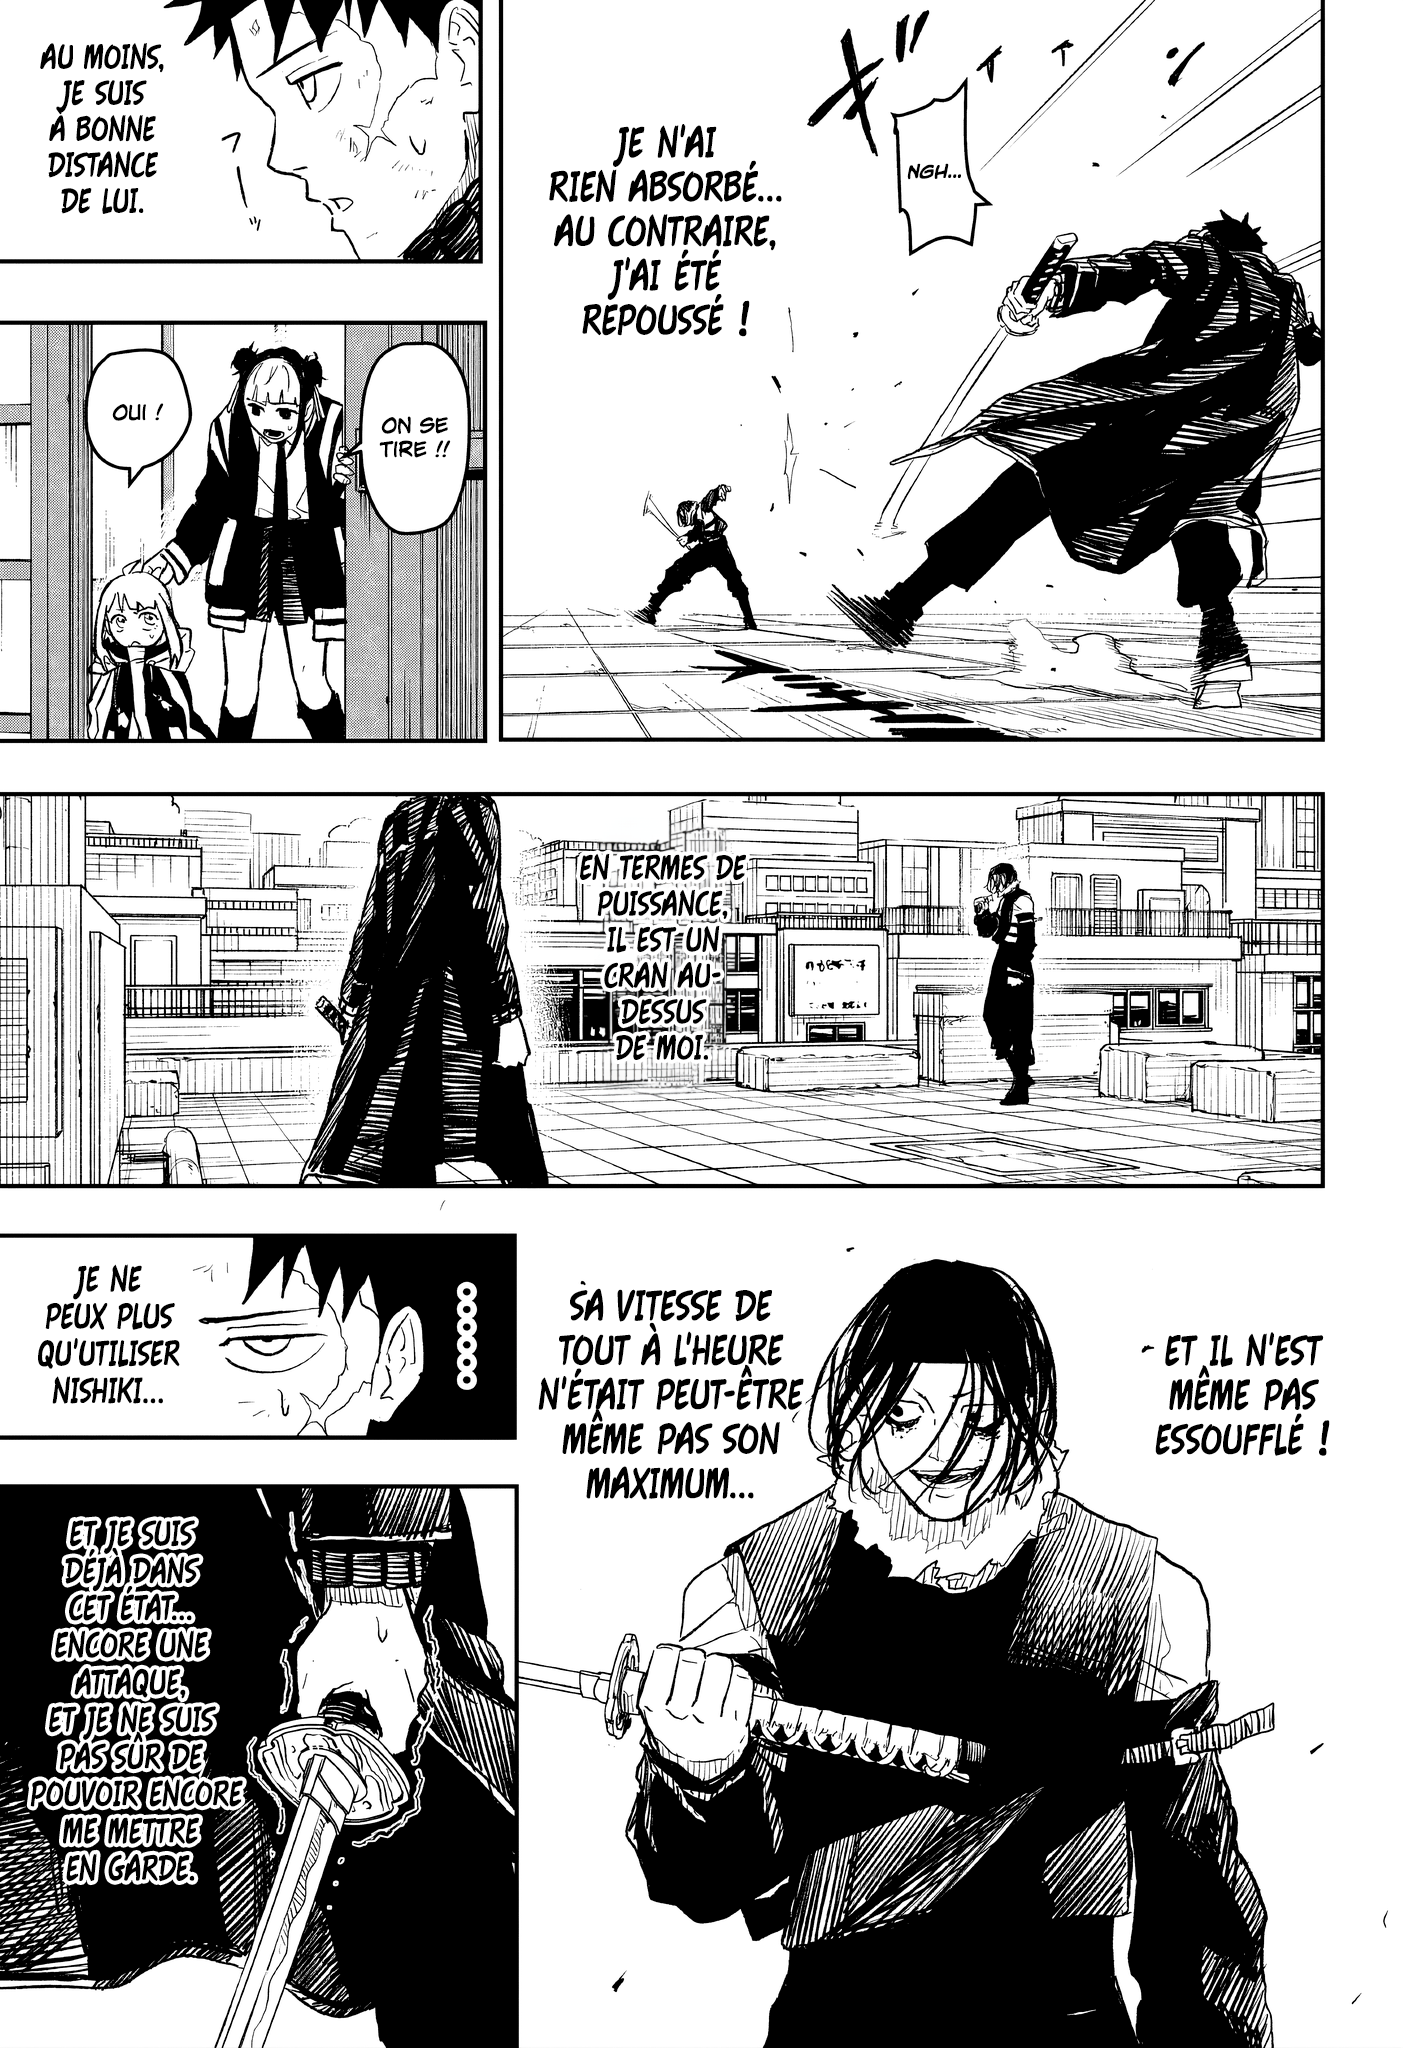 NGH...
JE N'AI
RIEN ABSORBÉ...
AU CONTRAIRE,
J'AI ÉTÉ
REPOUSSÉ !
AU MOINS,
JE SUIS
À BONNE
DISTANCE
DE LUI.
ON SE
TIRE !!
OUI !
EN TERMES DE
PUISSANCE,
IL EST UN
CRAN AU-
DESSUS
DE MOI.
ET IL N'EST
MÊME PAS
ESSOUFFLÉ !
SA VITESSE DE
TOUT À L'HEURE
N'ÉTAIT PEUT-ÊTRE
MÊME PAS SON
MAXIMUM...
JE NE
PEUX PLUS
QU'UTILISER
NISHIKI...
ET JE SUIS
DÉJÀ DANS
CET ÉTAT...
ENCORE UNE
ATTAQUE,
ET JE NE SUIS
PAS SÛR DE
POUVOIR ENCORE
ME METTRE
EN GARDE.